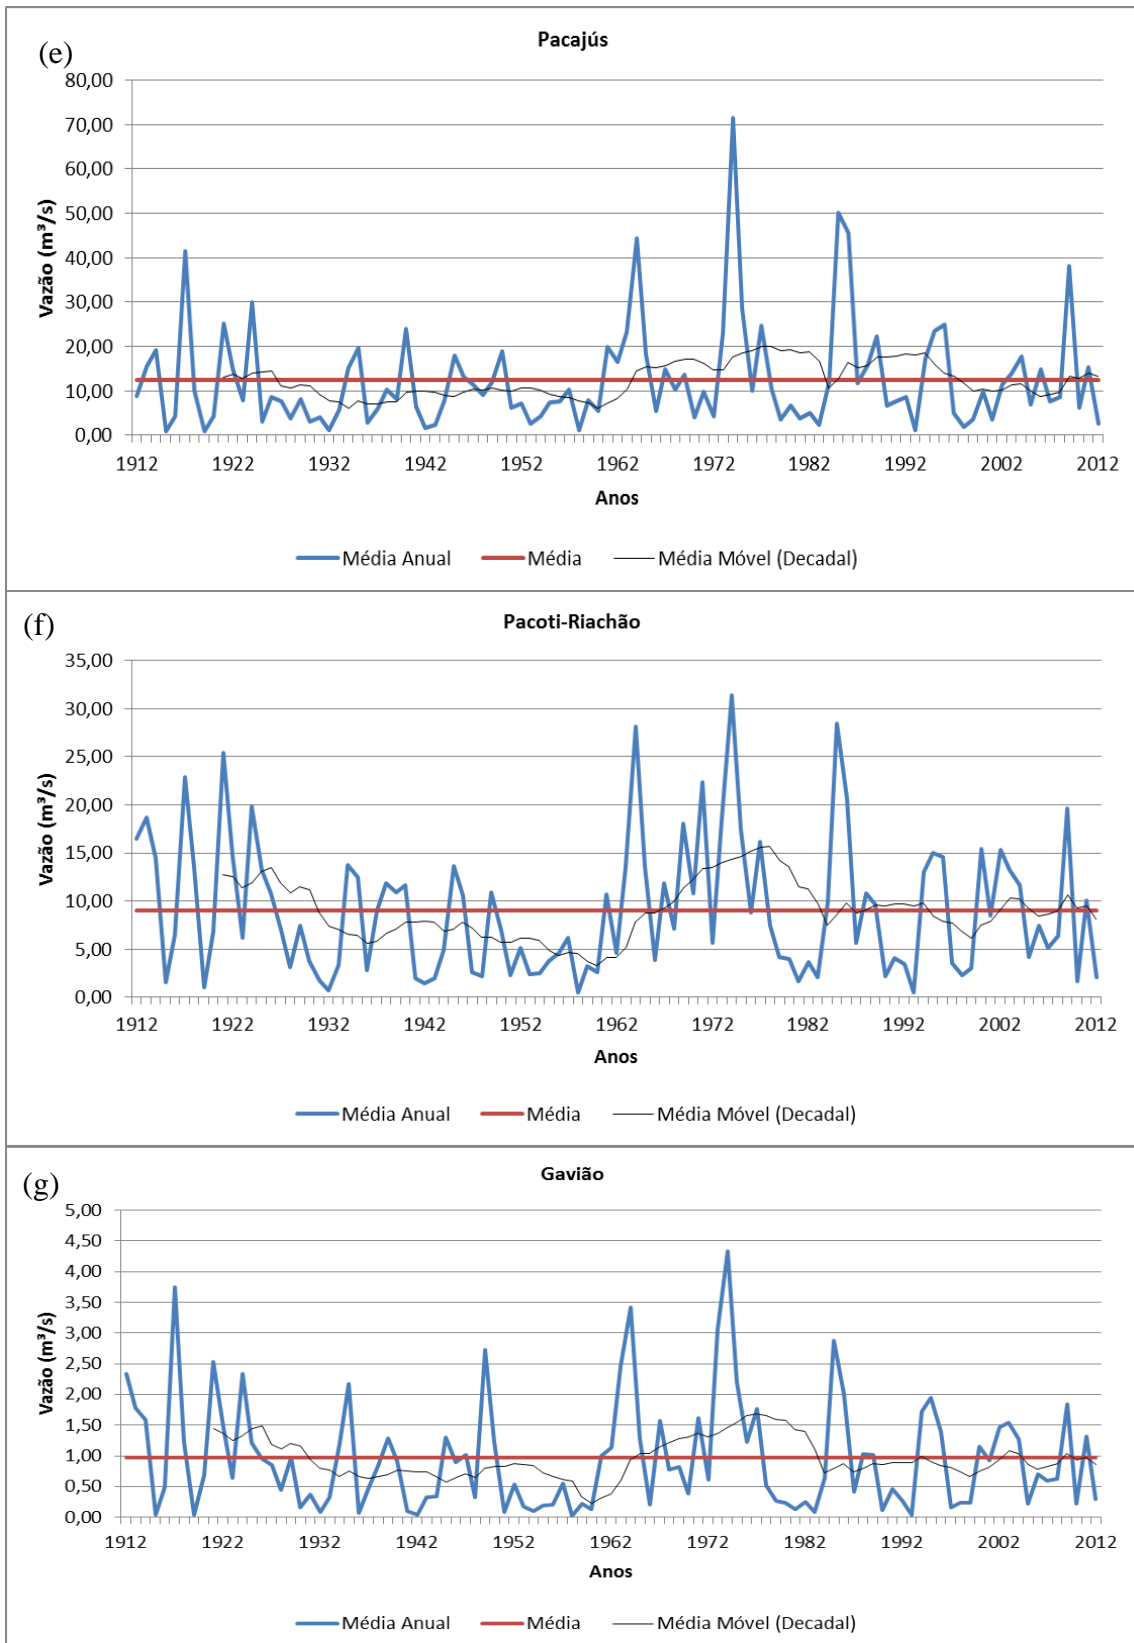 (e)
Pacajús
80,00
70,00
60,00
50,00
40,00
30,00
20,00
10,00
0,00
Vazão (m³/s)
1912 1922 1932 1942 1952 1962 1972 1982 1992 2002 2012
Anos
Média Anual Média Média Móvel (Decadal)
(f)
Pacoti-Riachão
35,00
30,00
25,00
20,00
15,00
10,00
5,00
0,00
Vazão (m³/s)
1912 1922 1932 1942 1952 1962 1972 1982 1992 2002 2012
Anos
Média Anual Média Média Móvel (Decadal)
(g)
Gavião
5,00
4,50
4,00
3,50
3,00
2,50
2,00
1,50
1,00
0,50
0,00
Vazão (m³/s)
1912 1922 1932 1942 1952 1962 1972 1982 1992 2002 2012
Anos
Média Anual Média Média Móvel (Decadal)